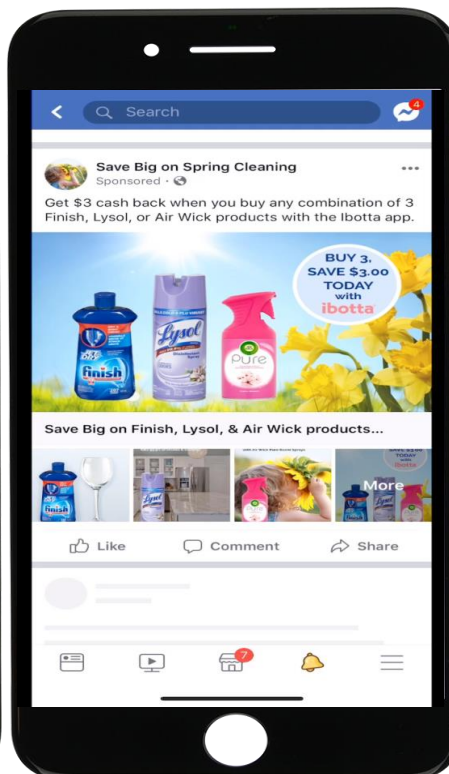 Search
4
Save Big on Spring Cleaning
Sponsored ·
Get $3 cash back when you buy any combination of 3
Finish, Lysol, or Air Wick products with the Ibotta app.
BUY 3,
SAVE $3.00
TODAY
with
ibotta
Lysol
Disinfectant
Spray
finish
Pure
Save Big on Finish, Lysol, & Air Wick products...
finish
Lysol
More
Like
Comment
Share
7